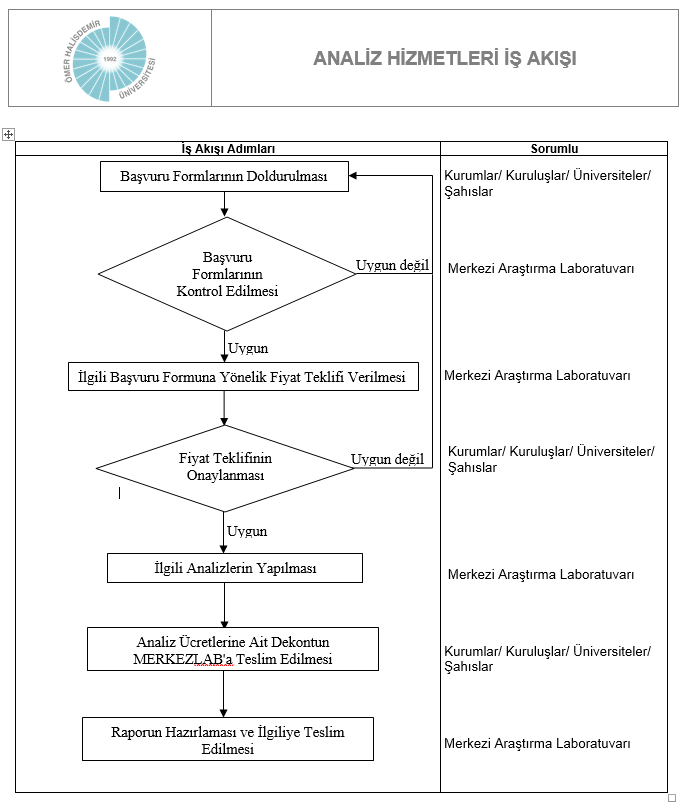 ÖMER HALİSDEMİR
1992
ÜNİVERSİTESİ
ANALİZ HİZMETLERİ İŞ AKIŞI
İş Akışı Adımları
Sorumlu
Başvuru Formlarının Doldurulması
Kurumlar/ Kuruluşlar/ Üniversiteler/
Şahıslar
Başvuru
Formlarının
Kontrol Edilmesi
Uygun değil
Merkezi Araştırma Laboratuvarı
Uygun
İlgili Başvuru Formuna Yönelik Fiyat Teklifi Verilmesi
Merkezi Araştırma Laboratuvarı
Fiyat Teklifinin
Onaylanması
Uygun değil
Kurumlar/ Kuruluşlar/ Üniversiteler/
Şahıslar
Uygun
İlgili Analizlerin Yapılması
Merkezi Araştırma Laboratuvarı
Analiz Ücretlerine Ait Dekontun
MERKEZLAB'a Teslim Edilmesi
Kurumlar/ Kuruluşlar/ Üniversiteler/
Şahıslar
Raporun Hazırlaması ve İlgiliye Teslim
Edilmesi
Merkezi Araştırma Laboratuvarı